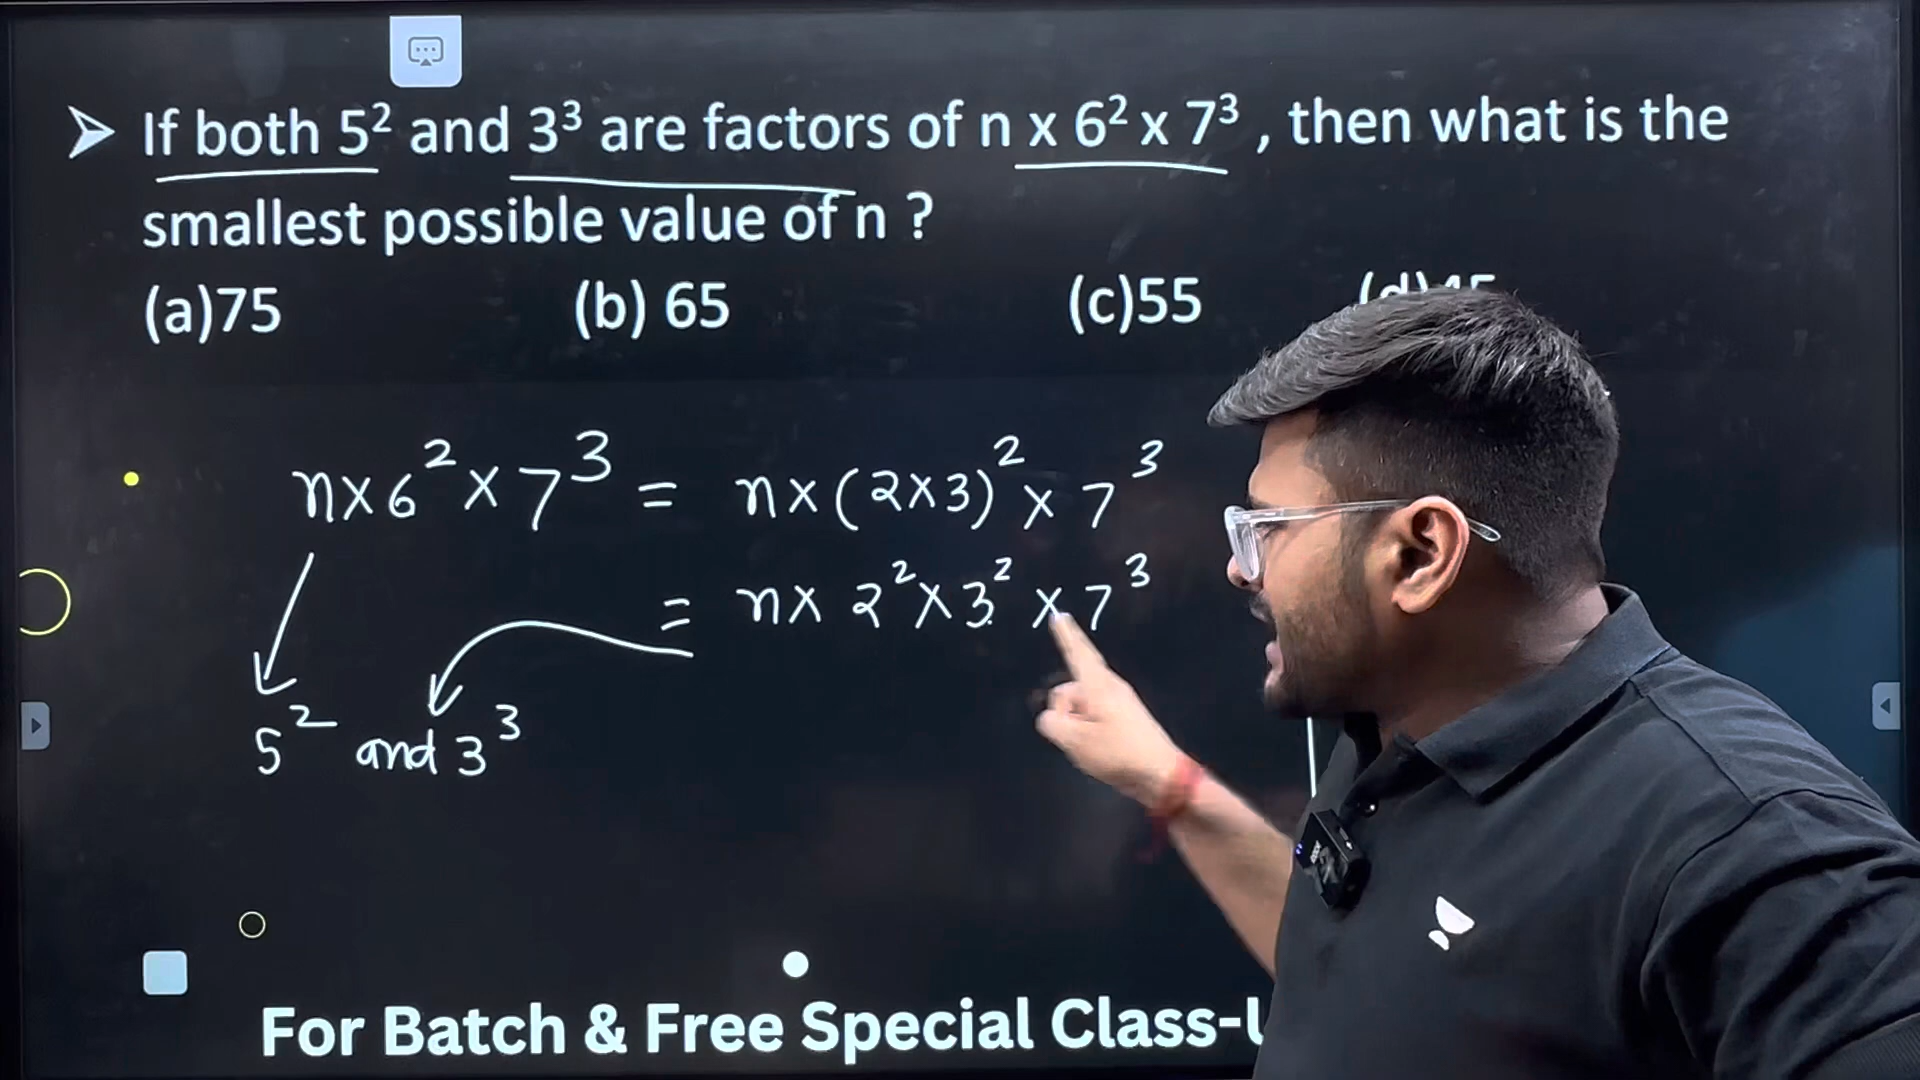 ➤ If both 5² and 3³ are factors of n x 6² x 7³ , then what is the
smallest possible value of n ?
(a)75 (b) 65 (c)55
n×6²×7³ = n×(2×3)²×7³
= n× 2²×3²×7³
5² and 3³
For Batch & Free Special Class-